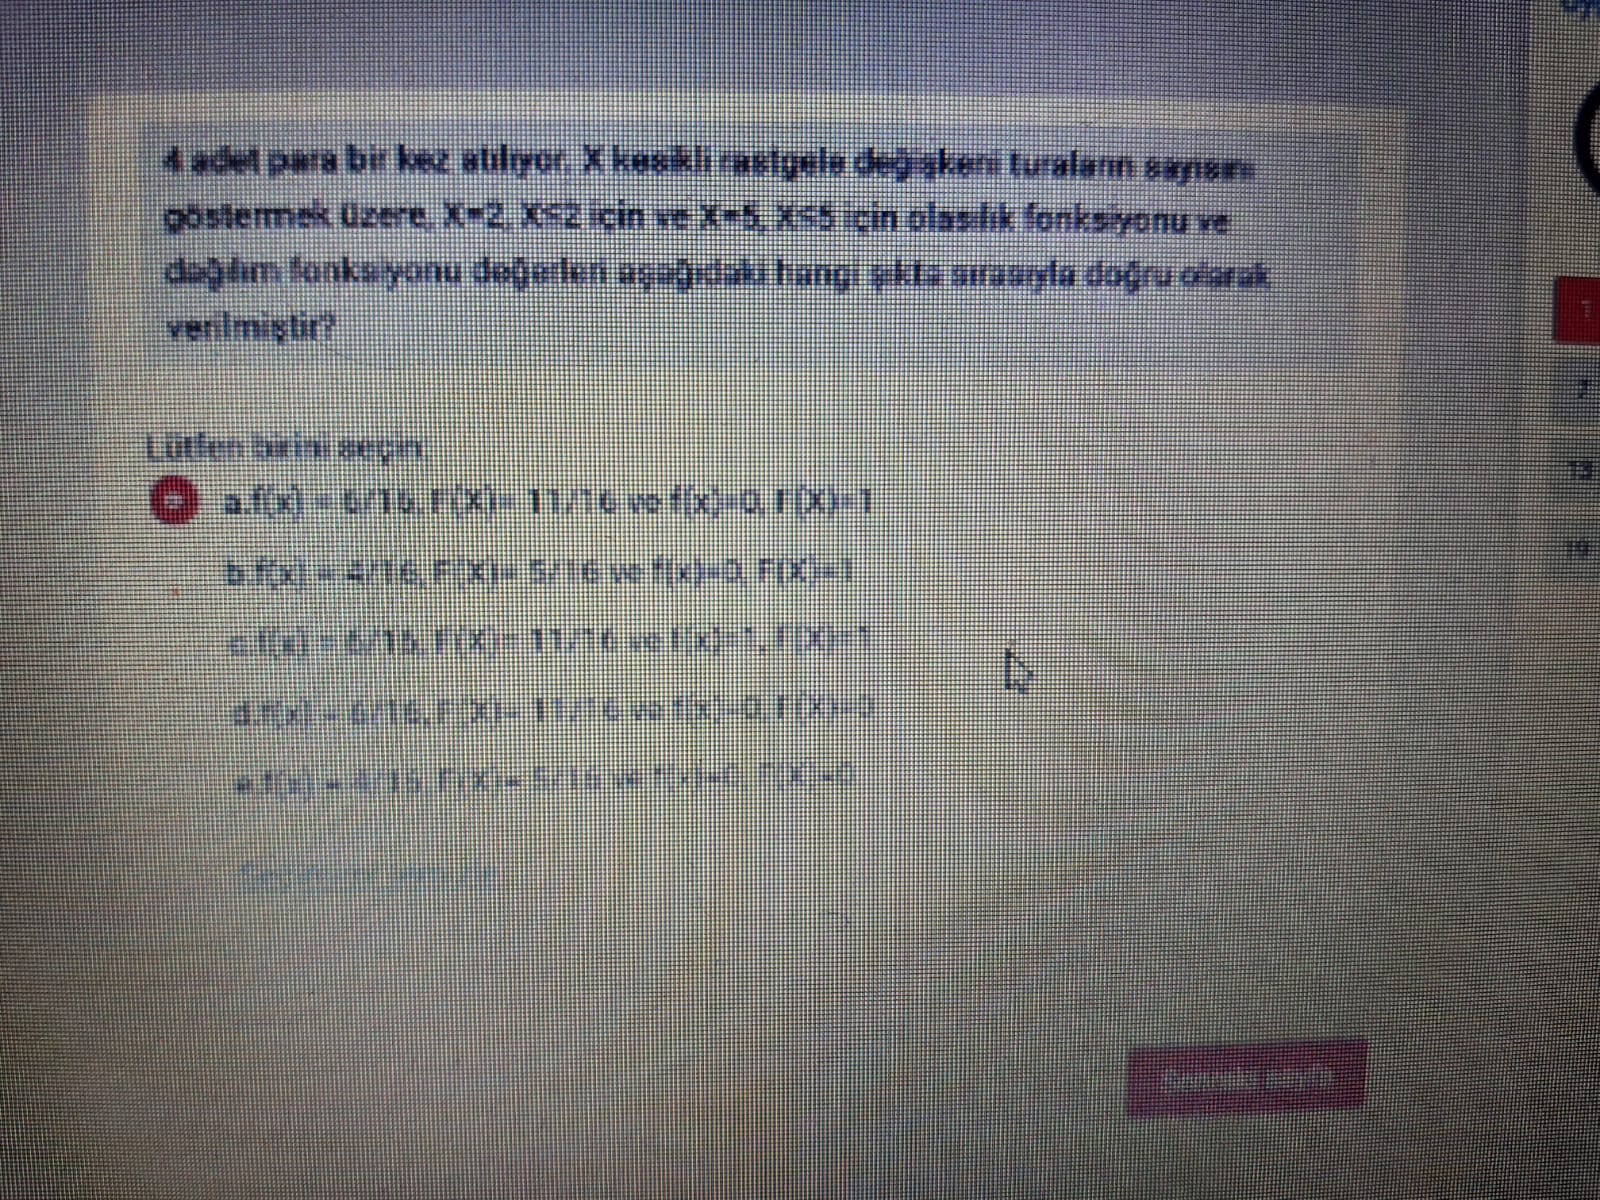 4 adet para bir kez atılıyor. X kesikli rastgele değişkeni turaların sayısını
göstermek üzere, X=2, X≤2 için ve X=5, X≤5 için olasılık fonksiyonu ve
dağılım fonksiyonu değerleri aşağıdaki hangi şıkta sırasıyla doğru olarak
verilmiştir?
Lütfen birini seçin:
a.f(x) = 6/16, F(X)= 11/16 ve f(x)=0, F(X)=1
b.f(x) = 4/16, F(X)= 5/16 ve f(x)=0, F(X)=1
c.f(x) = 6/16, F(X)= 11/16 ve f(x)=1, F(X)=1
d.f(x) = 6/16, F(X)= 11/16 ve f(x)=0, F(X)=0
e.f(x) = 4/16, F(X)= 5/16 ve f(x)=0, F(X)=0
Sonraki sayfa
1
7
13
19